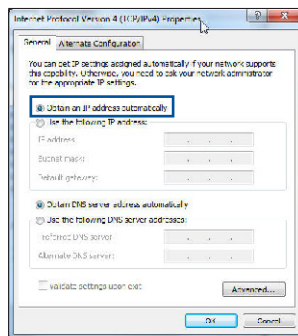 Internet Protocol Version 4 (TCP/IPv4) Properties
General
Alternate Configuration
You can get IP settings assigned automatically if your network supports
this capability. Otherwise, you need to ask your network administrator
for the appropriate IP settings.
Obtain an IP address automatically
Use the following IP address:
IP address:
Subnet mask:
Default gateway:
Obtain DNS server address automatically
Use the following DNS server addresses:
Preferred DNS server:
Alternate DNS server:
Validate settings upon exit
Advanced...
OK
Cancel